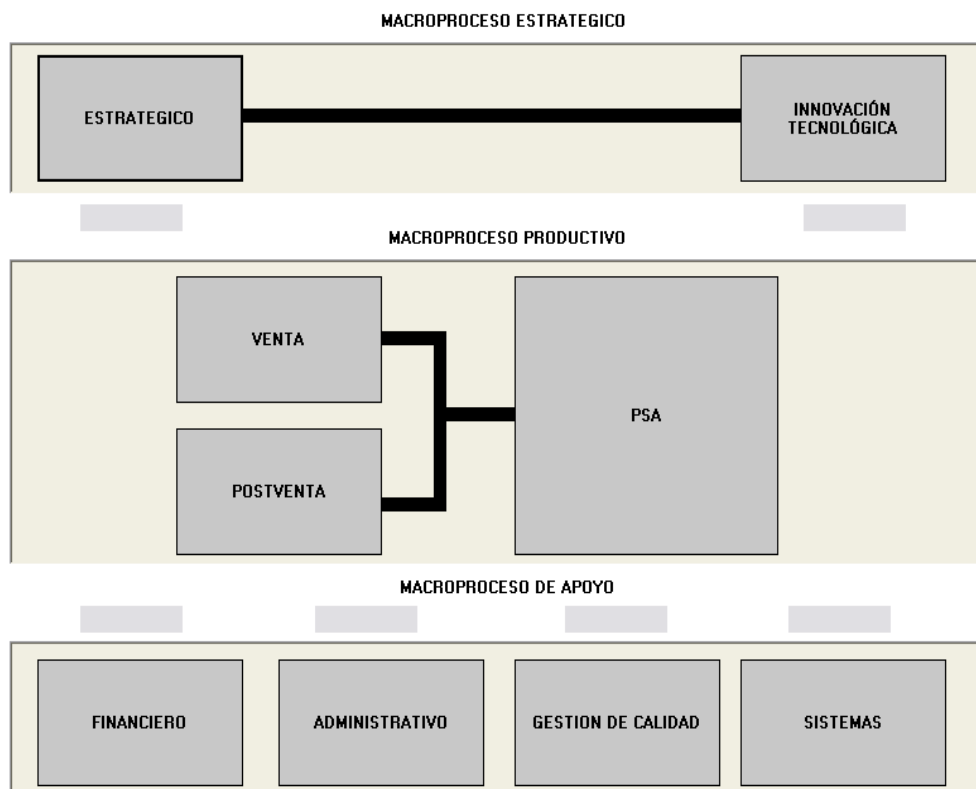 MACROPROCESO ESTRATEGICO
ESTRATEGICO
INNOVACIÓN
TECNOLÓGICA
MACROPROCESO PRODUCTIVO
VENTA
PSA
POSTVENTA
MACROPROCESO DE APOYO
FINANCIERO
ADMINISTRATIVO
GESTION DE CALIDAD
SISTEMAS